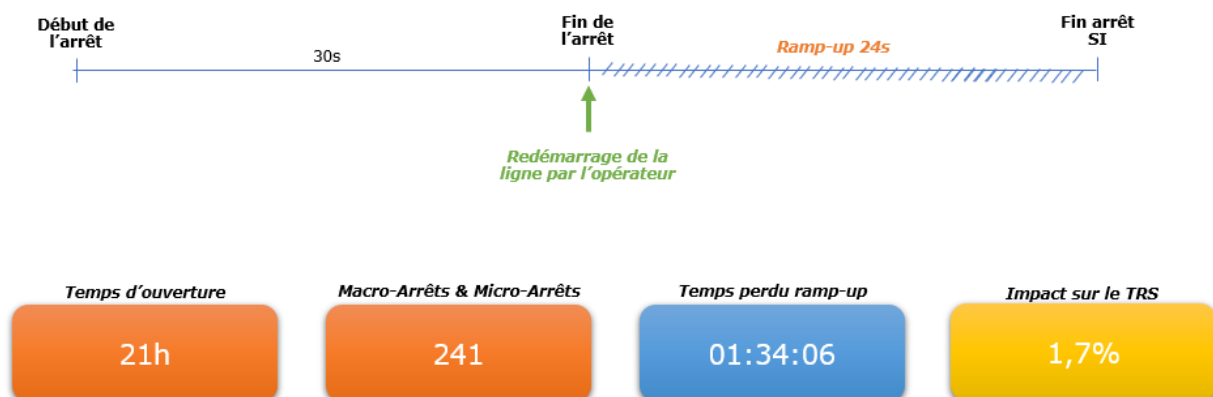 Début de
l'arrêt
30s
Fin de
l'arrêt
Ramp-up 24s
Fin arrêt
SI
Redémarrage de la
ligne par l'opérateur
Temps d'ouverture
Macro-Arrêts & Micro-Arrêts
Temps perdu ramp-up
Impact sur le TRS
21h
241
01:34:06
1,7%